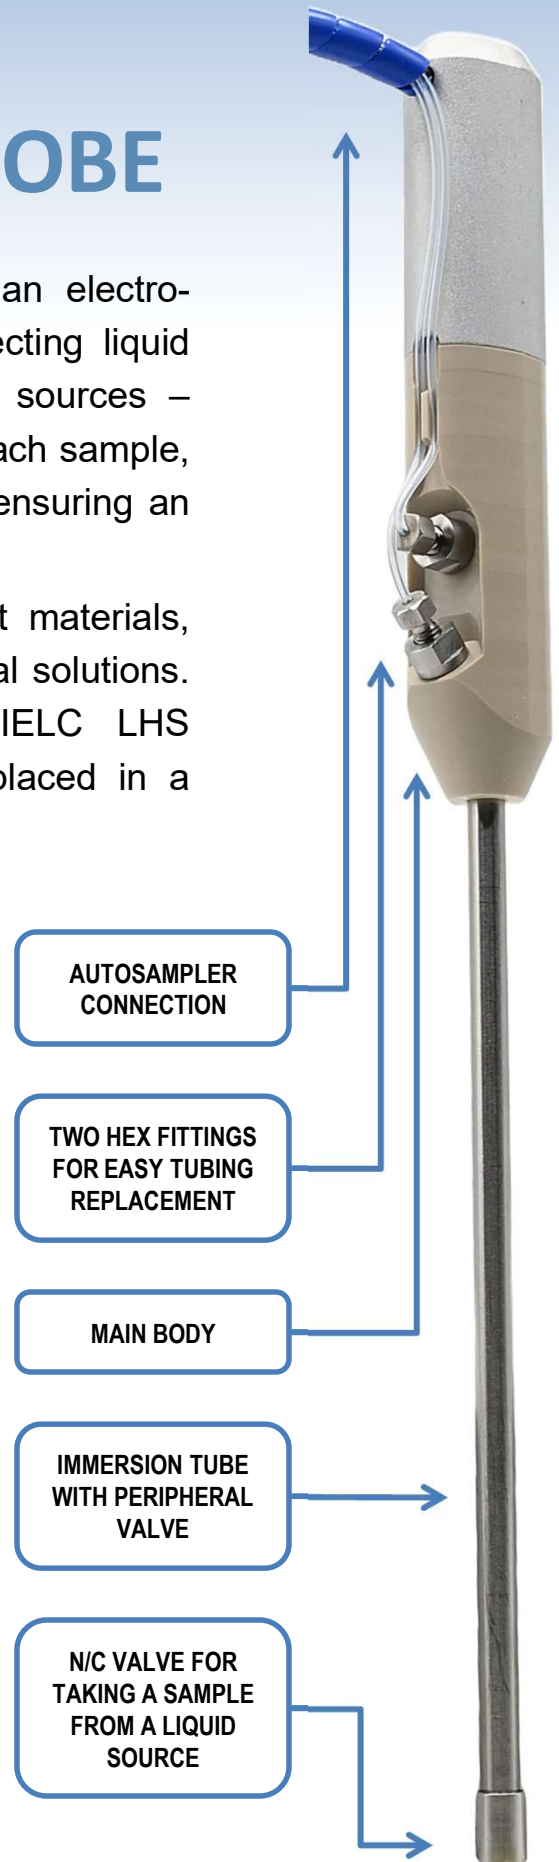 OBE
an electro-
ecting liquid
sources –
ach sample,
ensuring an
t materials,
al solutions.
IELC LHS
placed in a
AUTOSAMPLER
CONNECTION
TWO HEX FITTINGS
FOR EASY TUBING
REPLACEMENT
MAIN BODY
IMMERSION TUBE
WITH PERIPHERAL
VALVE
N/C VALVE FOR
TAKING A SAMPLE
FROM A LIQUID
SOURCE